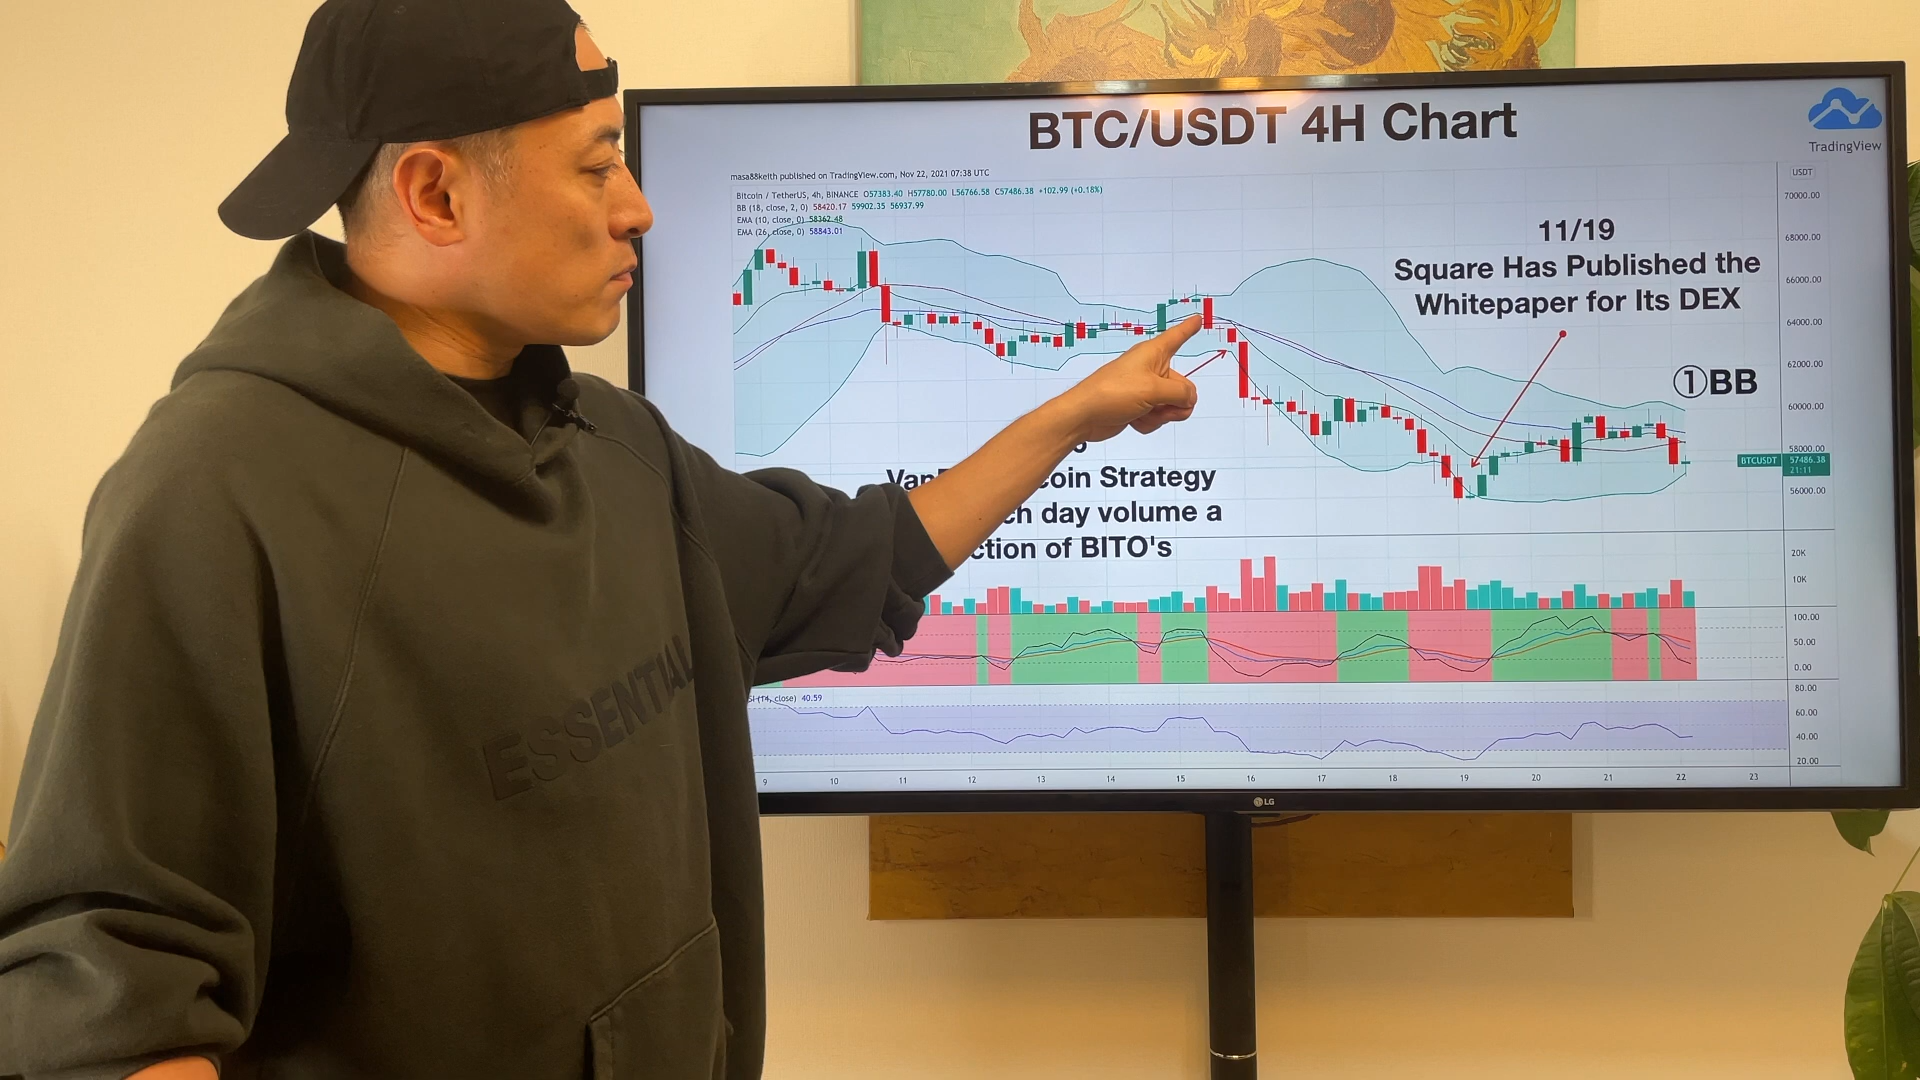 BTC/USDT 4H Chart
TradingView
masa88keith published on TradingView.com, Nov 22, 2021 07:38 UTC
Bitcoin / TetherUS, 4h, BINANCE O57383.40 H57780.00 L56766.58 C57486.38 +102.99 (+0.18%)
BB (18, close, 2, 0) 58420.17 59902.35 56937.99
EMA (10, close, 0) 58362.48
EMA (26, close, 0) 58843.01
USDT
70000.00
68000.00
66000.00
64000.00
62000.00
60000.00
58000.00
BTCUSDT 57486.38
21:11
56000.00
11/19
Square Has Published the
Whitepaper for Its DEX
①BB
Strategy
day volume a
of BITO's
20K
10K
100.00
50.00
0.00
(14, close) 40.59
80.00
60.00
40.00
20.00
9 10 11 12 13 14 15 16 17 18 19 20 21 22 23
LG
ESSENTIAL